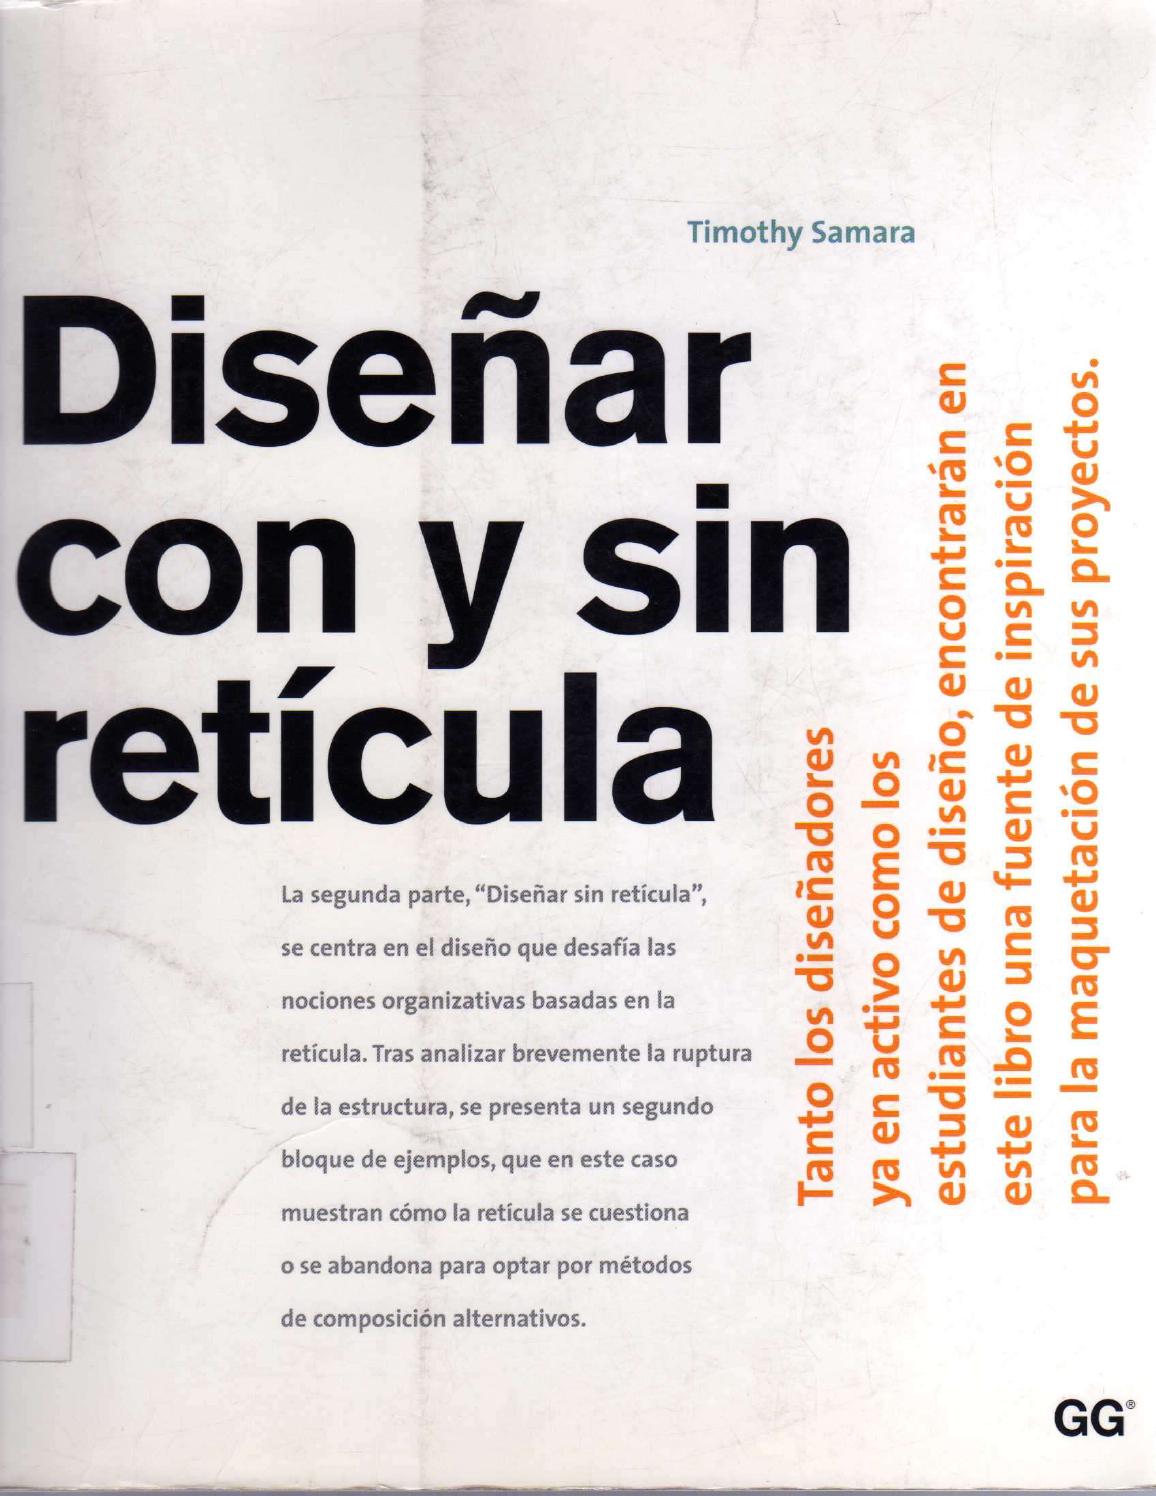 Timothy Samara
Diseñar
con y sin
retícula
La segunda parte, “Diseñar sin retícula”,
se centra en el diseño que desafía las
nociones organizativas basadas en la
retícula. Tras analizar brevemente la ruptura
de la estructura, se presenta un segundo
bloque de ejemplos, que en este caso
muestran cómo la retícula se cuestiona
o se abandona para optar por métodos
de composición alternativos.
Tanto los diseñadores
ya en activo como los
estudiantes de diseño, encontrarán en
este libro una fuente de inspiración
para la maquetación de sus proyectos.
GG®